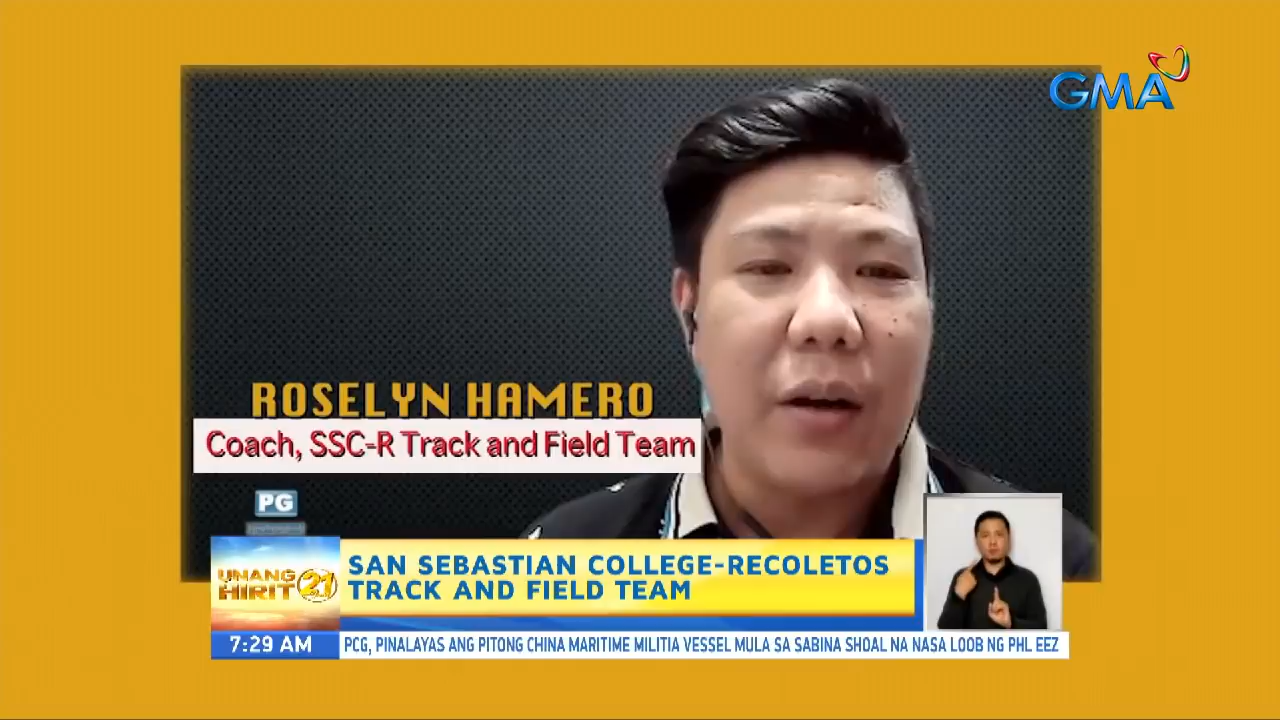 GMA
ROSELYN HAMERO
Coach, SSC-R Track and Field Team
PG
SAN SEBASTIAN COLLEGE-RECOLETOS
TRACK AND FIELD TEAM
UNANG
HIRIT 21
7:29 AM
PCG, PINALAYAS ANG PITONG CHINA MARITIME MILITIA VESSEL MULA SA SABINA SHOAL NA NASA LOOB NG PHL EEZ